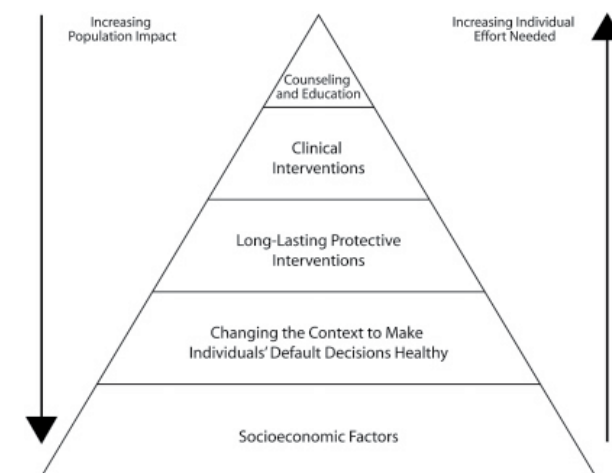 Increasing
Population Impact
Increasing Individual
Effort Needed
Counseling
and Education
Clinical
Interventions
Long-Lasting Protective
Interventions
Changing the Context to Make
Individuals' Default Decisions Healthy
Socioeconomic Factors